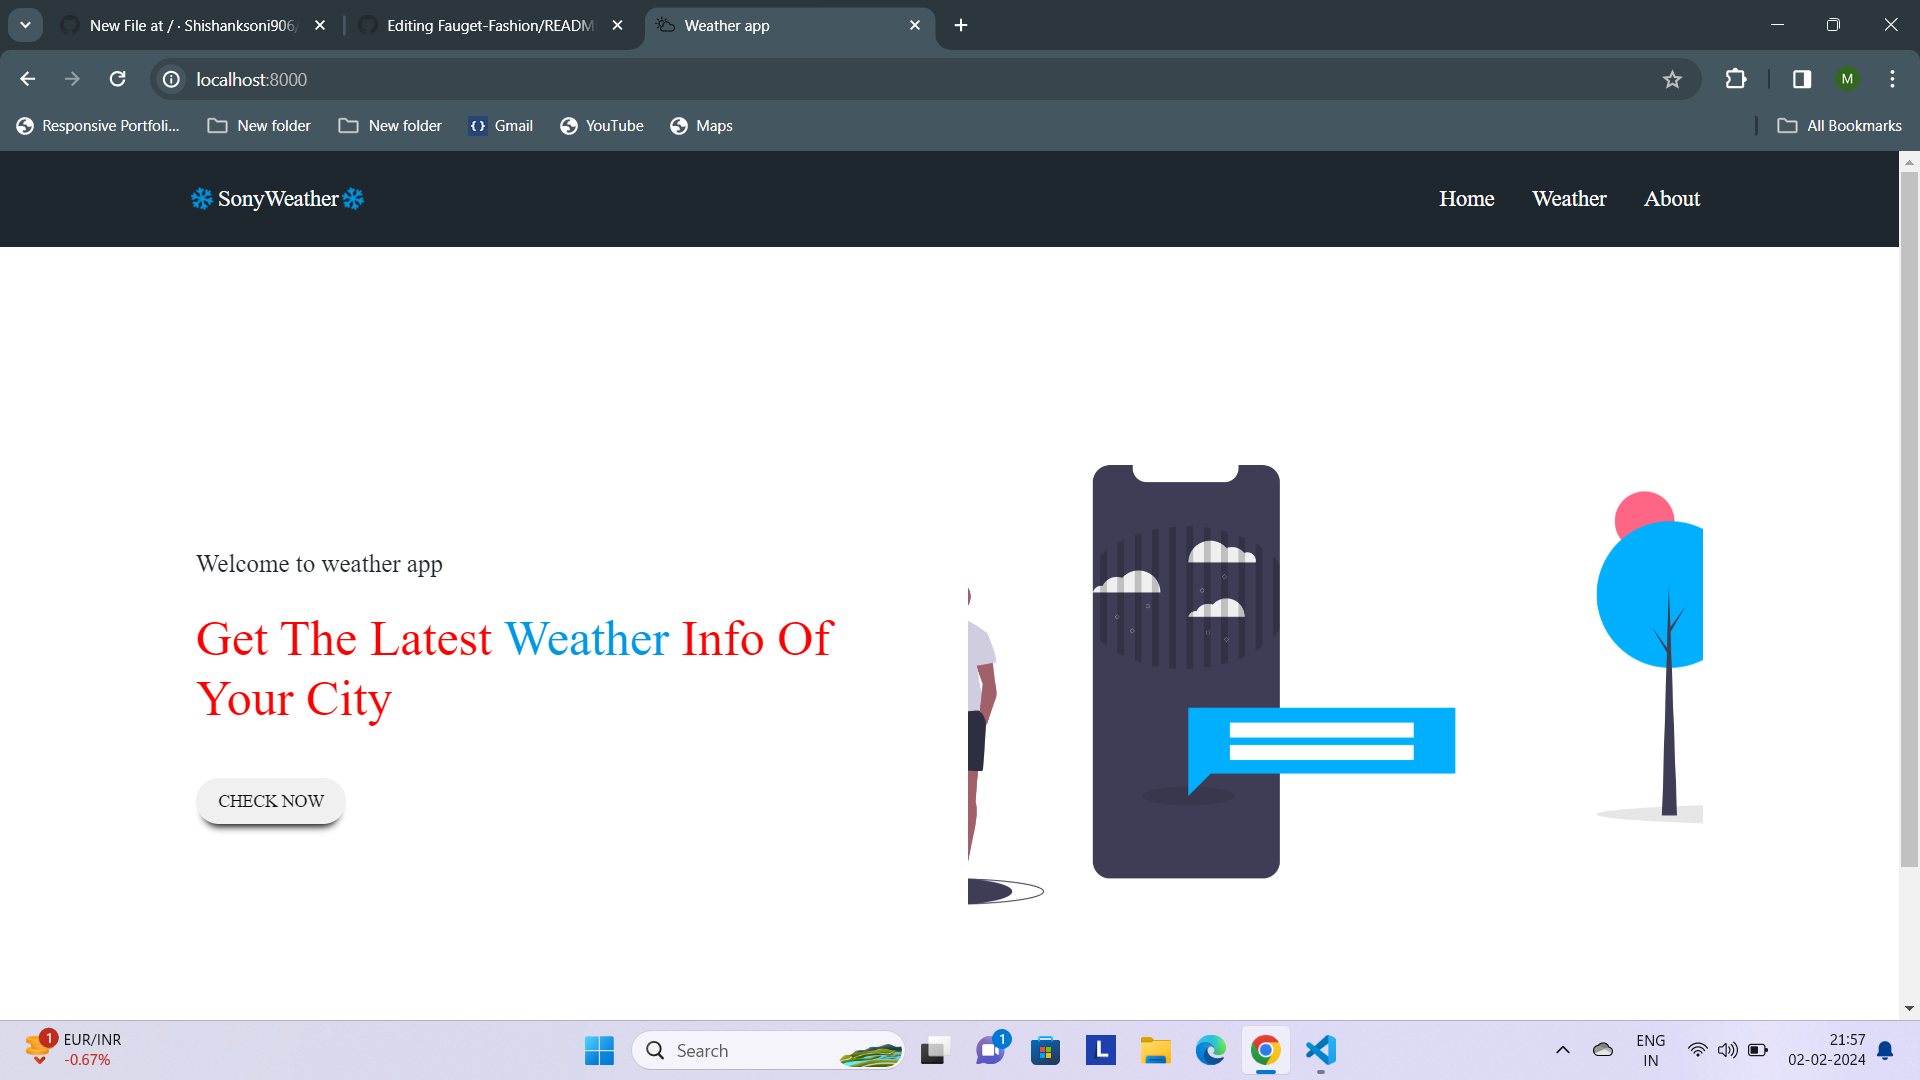 New File at / · Shishanksoni906/
Editing Fauget-Fashion/READM
Weather app
localhost:8000
M
Responsive Portfoli...
New folder
New folder
Gmail
YouTube
Maps
All Bookmarks
SonyWeather
Home
Weather
About
Welcome to weather app
Get The Latest Weather Info Of
Your City
CHECK NOW
1
EUR/INR
-0.67%
Search
1
L
ENG
IN
21:57
02-02-2024